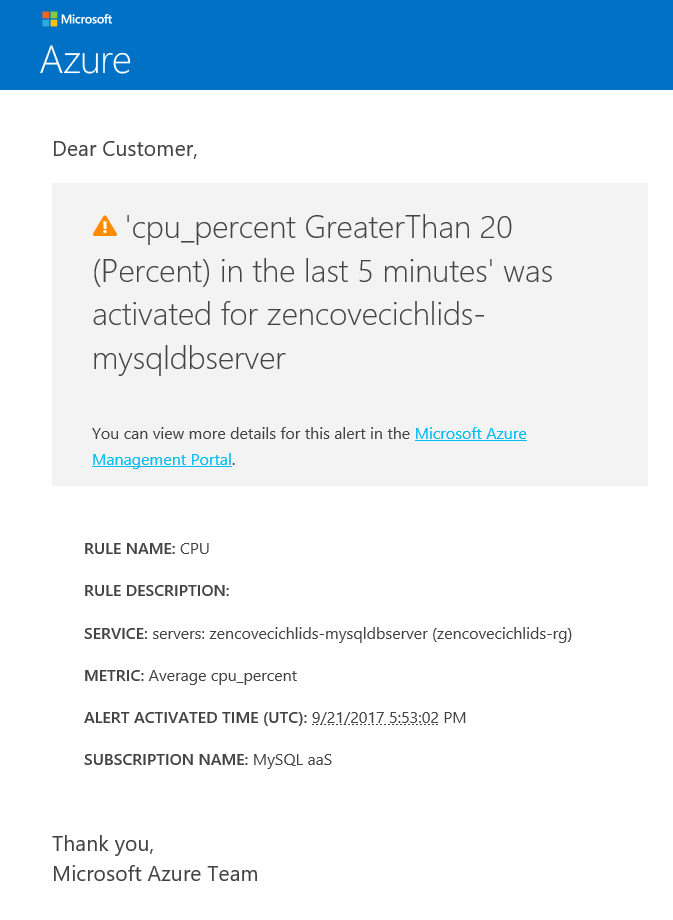 Microsoft
Azure
Dear Customer,
'cpu_percent GreaterThan 20
(Percent) in the last 5 minutes' was
activated for zencovecichlids-
mysqldbserver
You can view more details for this alert in the Microsoft Azure
Management Portal.
RULE NAME: CPU
RULE DESCRIPTION:
SERVICE: servers: zencovecichlids-mysqldbserver (zencovecichlids-rg)
METRIC: Average cpu_percent
ALERT ACTIVATED TIME (UTC): 9/21/2017 5:53:02 PM
SUBSCRIPTION NAME: MySQL aaS
Thank you,
Microsoft Azure Team